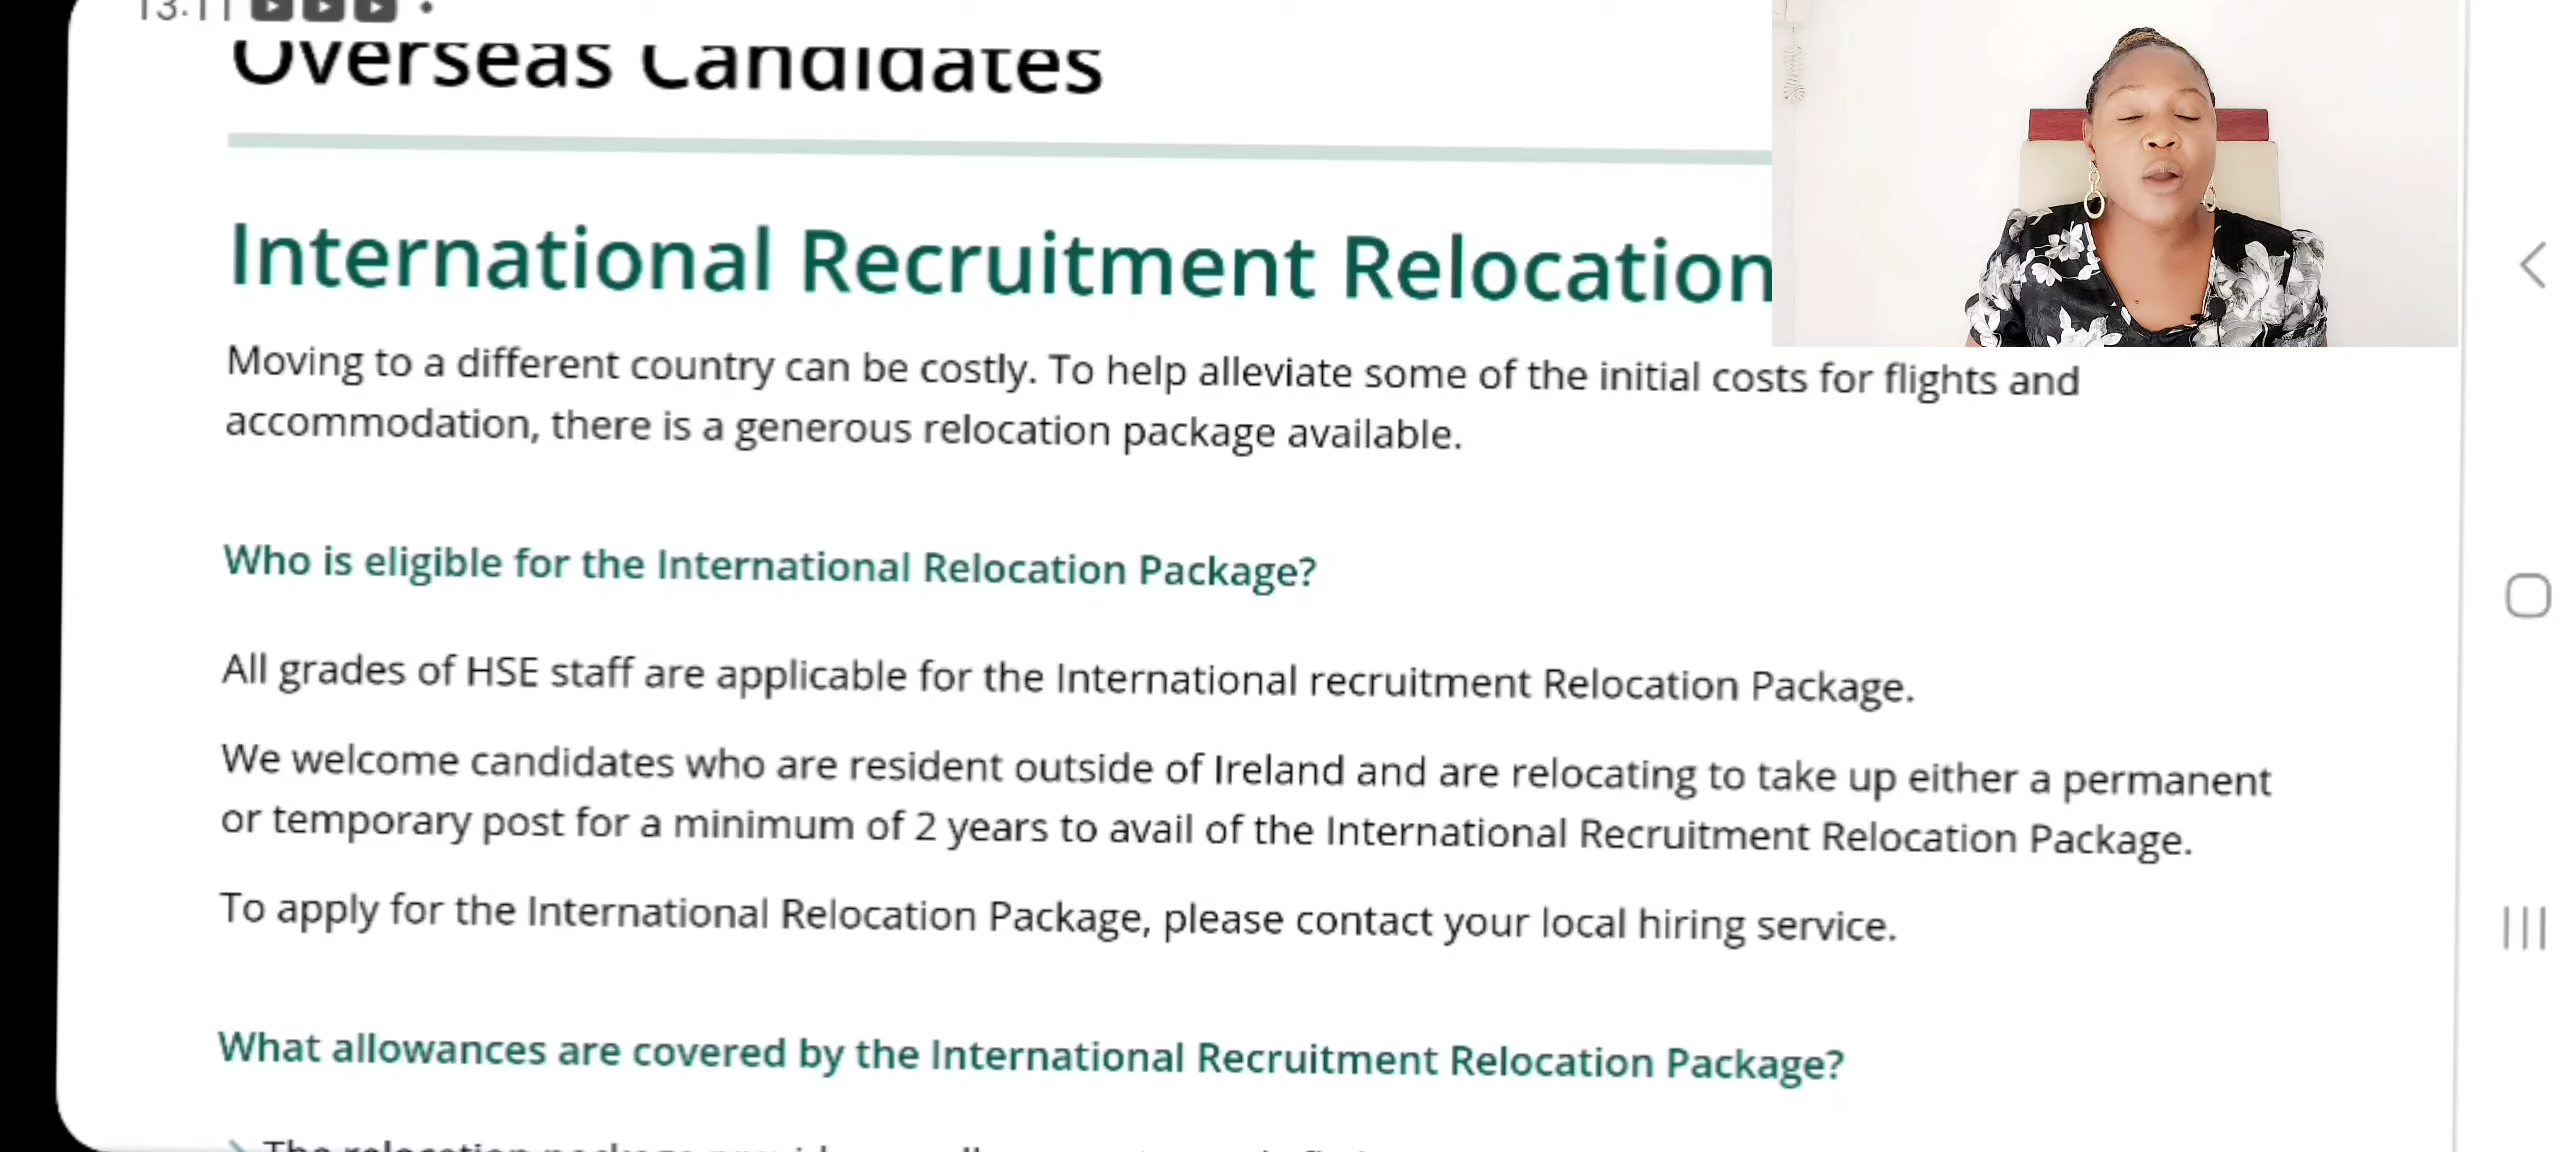 13:11
Overseas Candidates
International Recruitment Relocation
Moving to a different country can be costly. To help alleviate some of the initial costs for flights and
accommodation, there is a generous relocation package available.
Who is eligible for the International Relocation Package?
All grades of HSE staff are applicable for the International recruitment Relocation Package.
We welcome candidates who are resident outside of Ireland and are relocating to take up either a permanent
or temporary post for a minimum of 2 years to avail of the International Recruitment Relocation Package.
To apply for the International Relocation Package, please contact your local hiring service.
What allowances are covered by the International Recruitment Relocation Package?
The relocation package